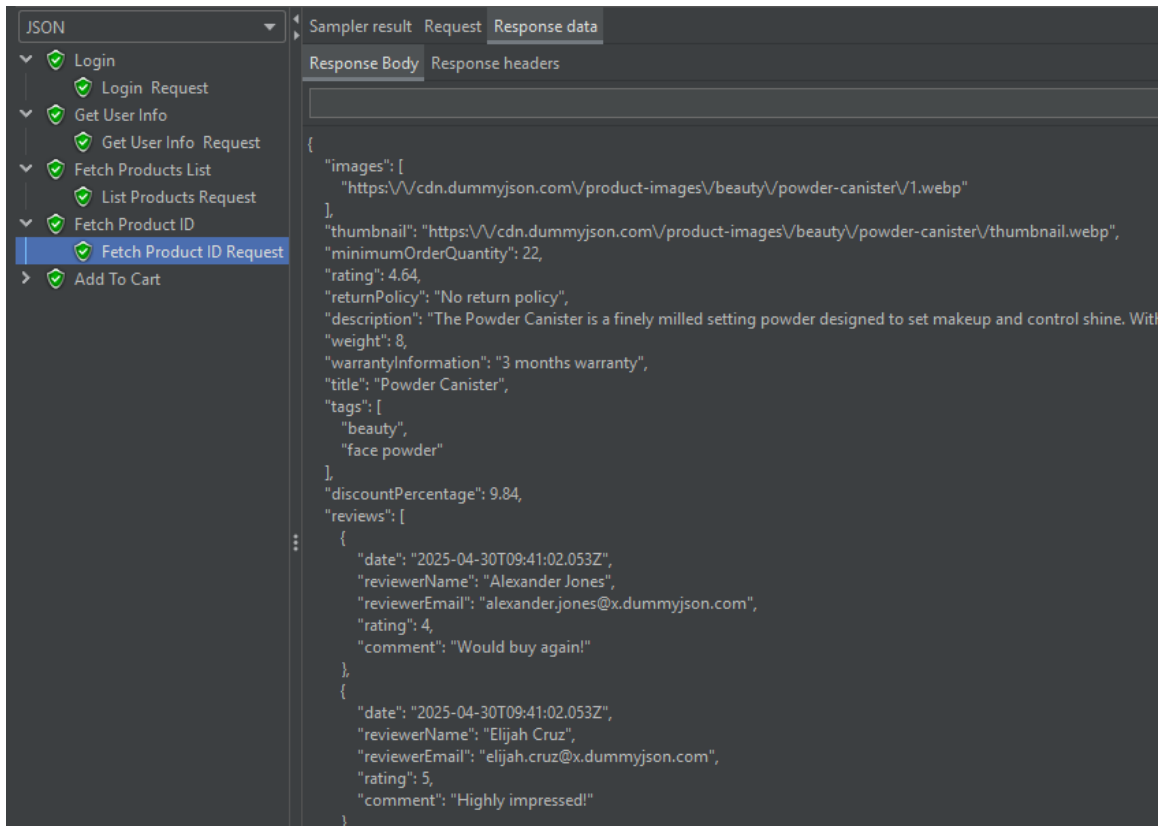 JSON
Login
Login Request
Get User Info
Get User Info Request
Fetch Products List
List Products Request
Fetch Product ID
Fetch Product ID Request
Add To Cart
Sampler result Request Response data
Response Body Response headers
{
"images": [
"https:\/\/cdn.dummyjson.com\/product-images\/beauty\/powder-canister\/1.webp"
],
"thumbnail": "https:\/\/cdn.dummyjson.com\/product-images\/beauty\/powder-canister\/thumbnail.webp",
"minimumOrderQuantity": 22,
"rating": 4.64,
"returnPolicy": "No return policy",
"description": "The Powder Canister is a finely milled setting powder designed to set makeup and control shine. With
"weight": 8,
"warrantyInformation": "3 months warranty",
"title": "Powder Canister",
"tags": [
"beauty",
"face powder"
],
"discountPercentage": 9.84,
"reviews": [
{
"date": "2025-04-30T09:41:02.053Z",
"reviewerName": "Alexander Jones",
"reviewerEmail": "alexander.jones@x.dummyjson.com",
"rating": 4,
"comment": "Would buy again!"
},
{
"date": "2025-04-30T09:41:02.053Z",
"reviewerName": "Elijah Cruz",
"reviewerEmail": "elijah.cruz@x.dummyjson.com",
"rating": 5,
"comment": "Highly impressed!"
}